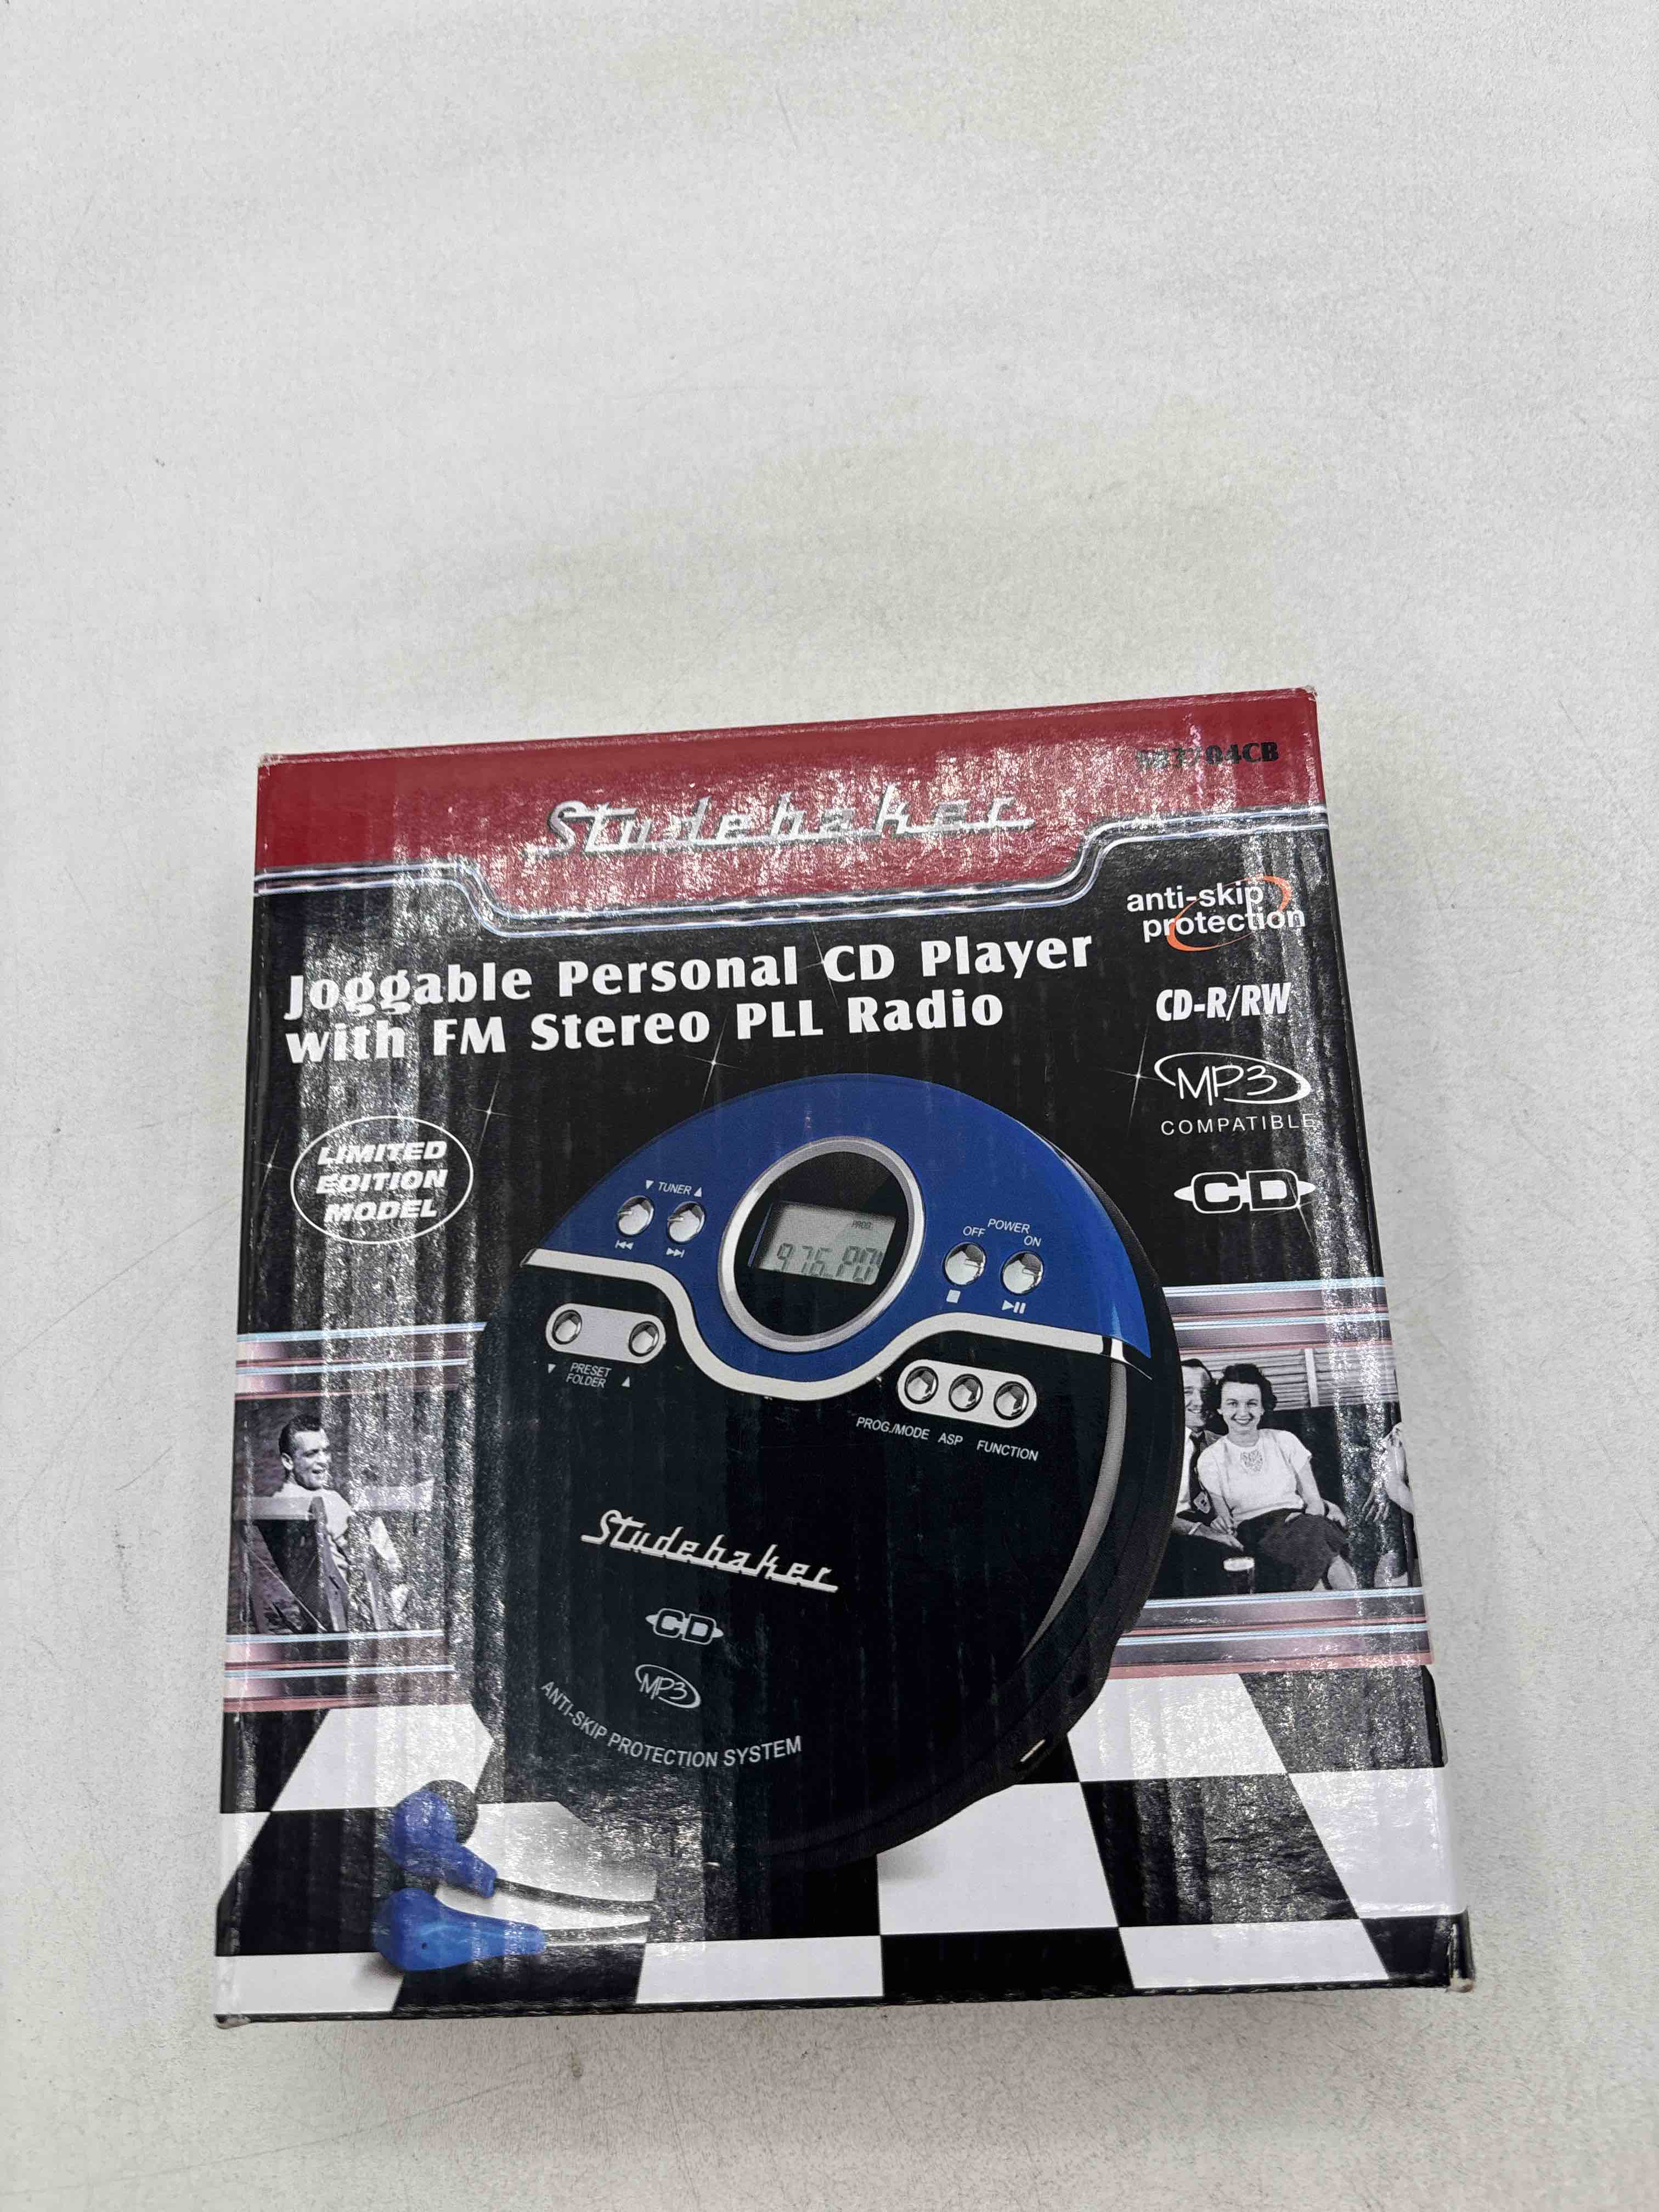 Studebaker
Joggable Personal CD Player
with FM Stereo PLL Radio
anti-skip
protection
CD-R/RW
MP3
COMPATIBLE
CD
LIMITED
EDITION
MODEL
▼ TUNER ▲
PROG.
OFF POWER ON
▼ PRESET ▲
FOLDER
PROG./MODE ASP FUNCTION
Studebaker
CD
MP3
ANTI-SKIP PROTECTION SYSTEM